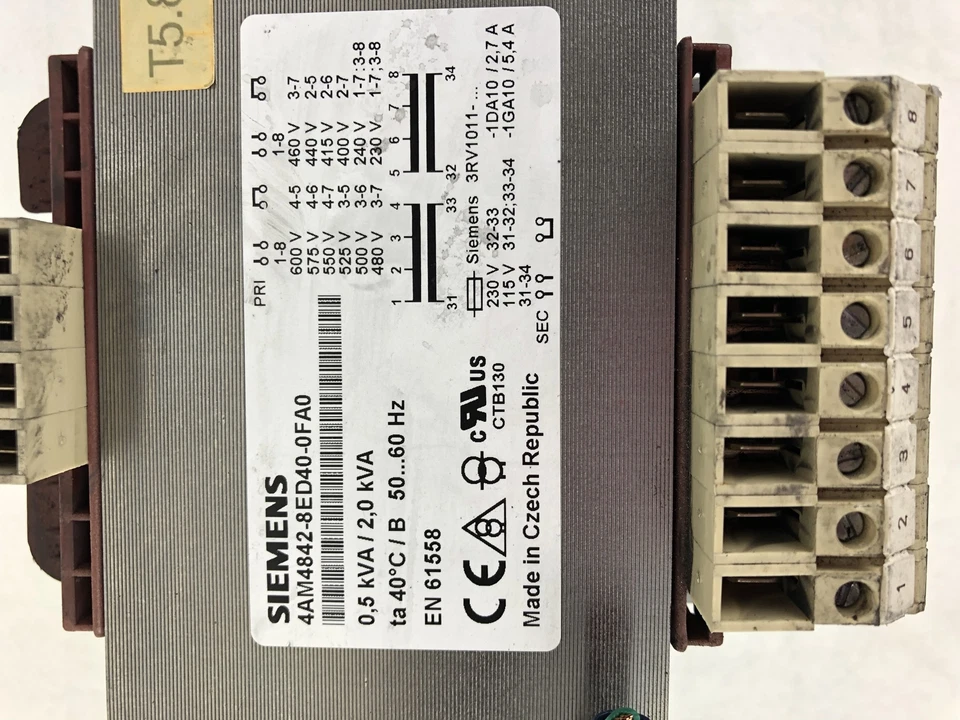 T5.8
SIEMENS
4AM4842-8ED40-0FA0
0,5 kVA / 2,0 kVA
ta 40°C / B 50...60 Hz
EN 61558
CE
c RU US
CTB130
Made in Czech Republic
PRI
1-8
600 V 4-5
575 V 4-6
550 V 4-7
525 V 3-5
500 V 3-6
480 V 3-7
1-8
460 V 3-7
440 V 2-5
415 V 2-6
400 V 2-7
240 V 1-7;3-8
230 V 1-7;3-8
1 2 3 4 5 6 7 8
31 33 32 34
Siemens 3RV1011-...
230 V 32-33 -1DA10 / 2,7 A
115 V 31-32;33-34 -1GA10 / 5,4 A
31-34
SEC
8
7
6
5
4
3
2
1